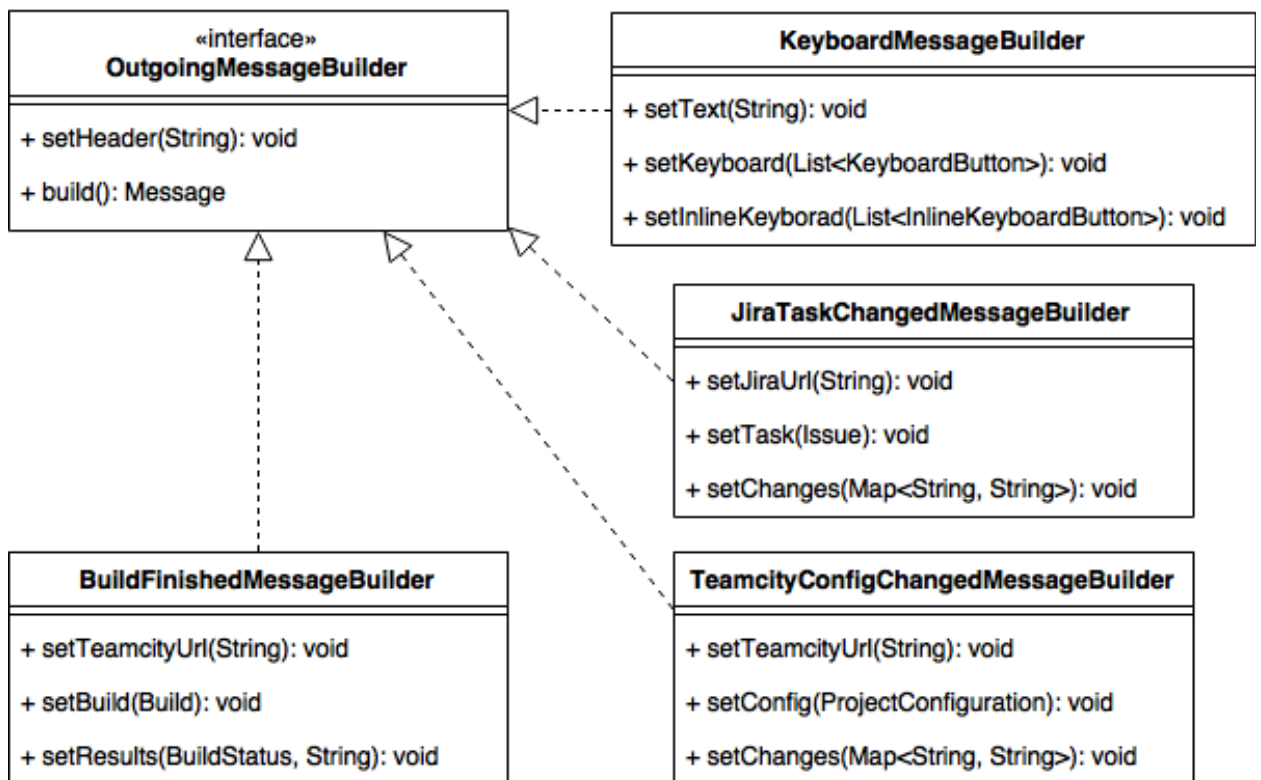 «interface»
OutgoingMessageBuilder
+ setHeader(String): void
+ build(): Message
KeyboardMessageBuilder
+ setText(String): void
+ setKeyboard(List<KeyboardButton>): void
+ setInlineKeyborad(List<InlineKeyboardButton>): void
JiraTaskChangedMessageBuilder
+ setJiraUrl(String): void
+ setTask(Issue): void
+ setChanges(Map<String, String>): void
BuildFinishedMessageBuilder
+ setTeamcityUrl(String): void
+ setBuild(Build): void
+ setResults(BuildStatus, String): void
TeamcityConfigChangedMessageBuilder
+ setTeamcityUrl(String): void
+ setConfig(ProjectConfiguration): void
+ setChanges(Map<String, String>): void